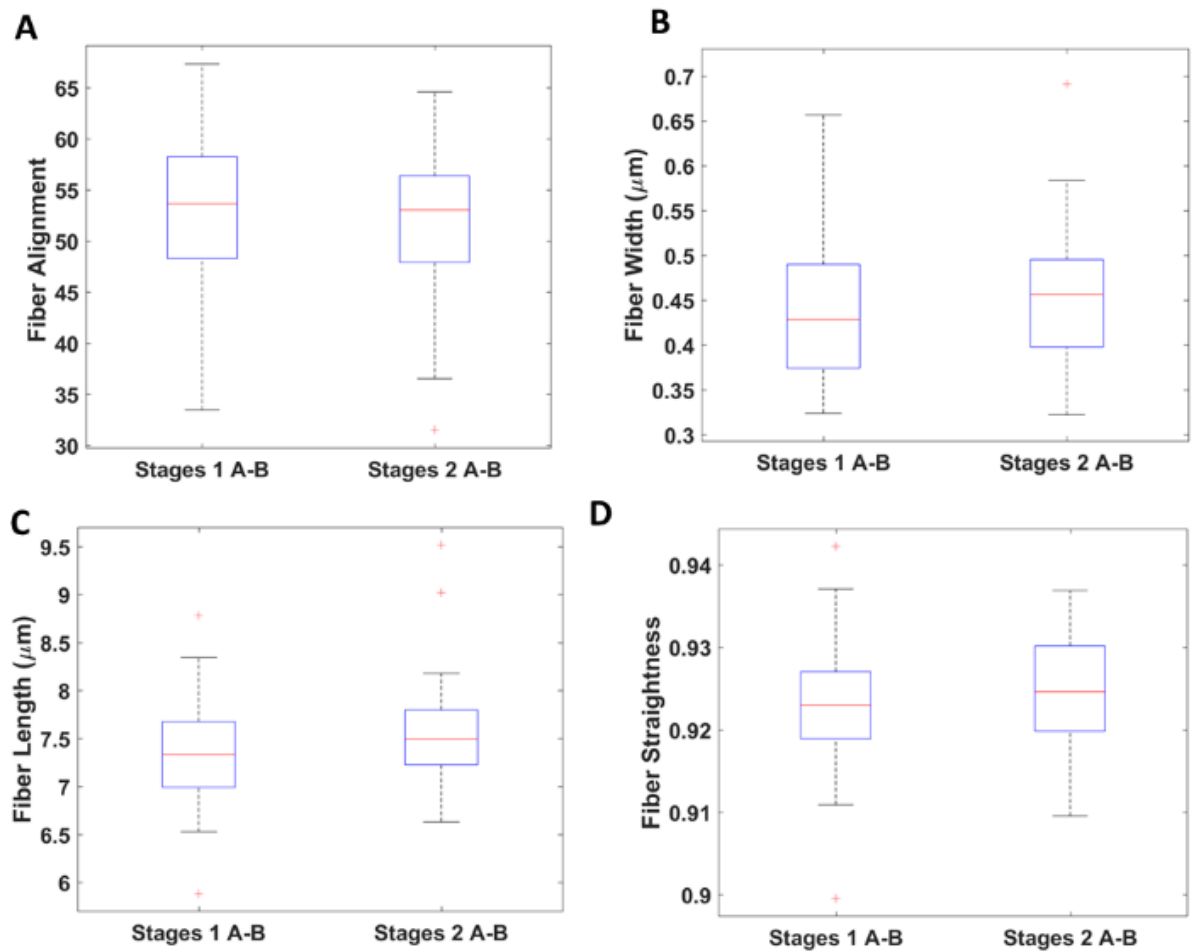 A
Fiber Alignment
65
60
55
50
45
40
35
30
Stages 1 A-B Stages 2 A-B
B
Fiber Width (μm)
0.7
0.65
0.6
0.55
0.5
0.45
0.4
0.35
0.3
Stages 1 A-B Stages 2 A-B
C
Fiber Length (μm)
9.5
9
8.5
8
7.5
7
6.5
6
Stages 1 A-B Stages 2 A-B
D
Fiber Straightness
0.94
0.93
0.92
0.91
0.9
Stages 1 A-B Stages 2 A-B